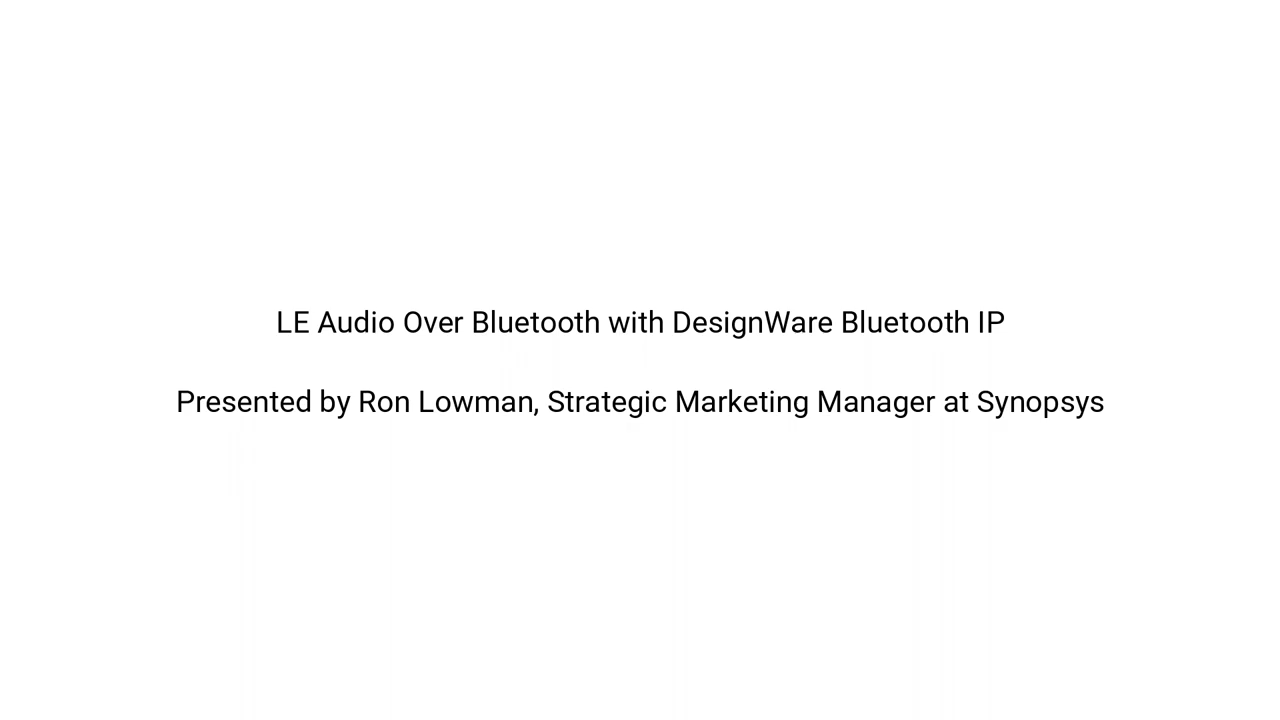 LE Audio Over Bluetooth with DesignWare Bluetooth IP
Presented by Ron Lowman, Strategic Marketing Manager at Synopsys